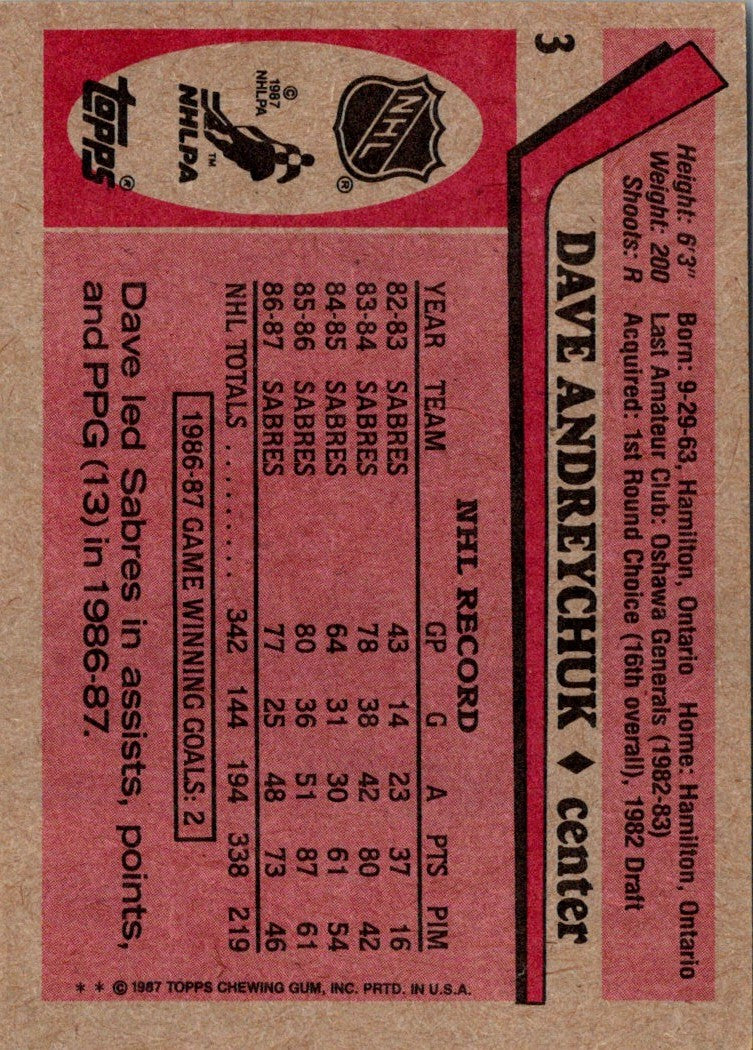 3
Height: 6'3" Born: 9-29-63, Hamilton, Ontario Home: Hamilton, Ontario
Weight: 200 Last Amateur Club: Oshawa Generals (1982-83)
Shoots: R Acquired: 1st Round Choice (16th overall), 1982 Draft
DAVE ANDREYCHUK ♦ center
NHL
®
© 1987
NHLPA
NHLPA
™
topps
®
NHL RECORD
YEAR TEAM GP G A PTS PIM
82-83 SABRES 43 14 23 37 16
83-84 SABRES 78 38 42 80 42
84-85 SABRES 64 31 30 61 54
85-86 SABRES 80 36 51 87 61
86-87 SABRES 77 25 48 73 46
NHL TOTALS .......... 342 144 194 338 219
1986-87 GAME WINNING GOALS: 2
Dave led Sabres in assists, points,
and PPG (13) in 1986-87.
* * © 1987 TOPPS CHEWING GUM, INC. PRTD. IN U.S.A.